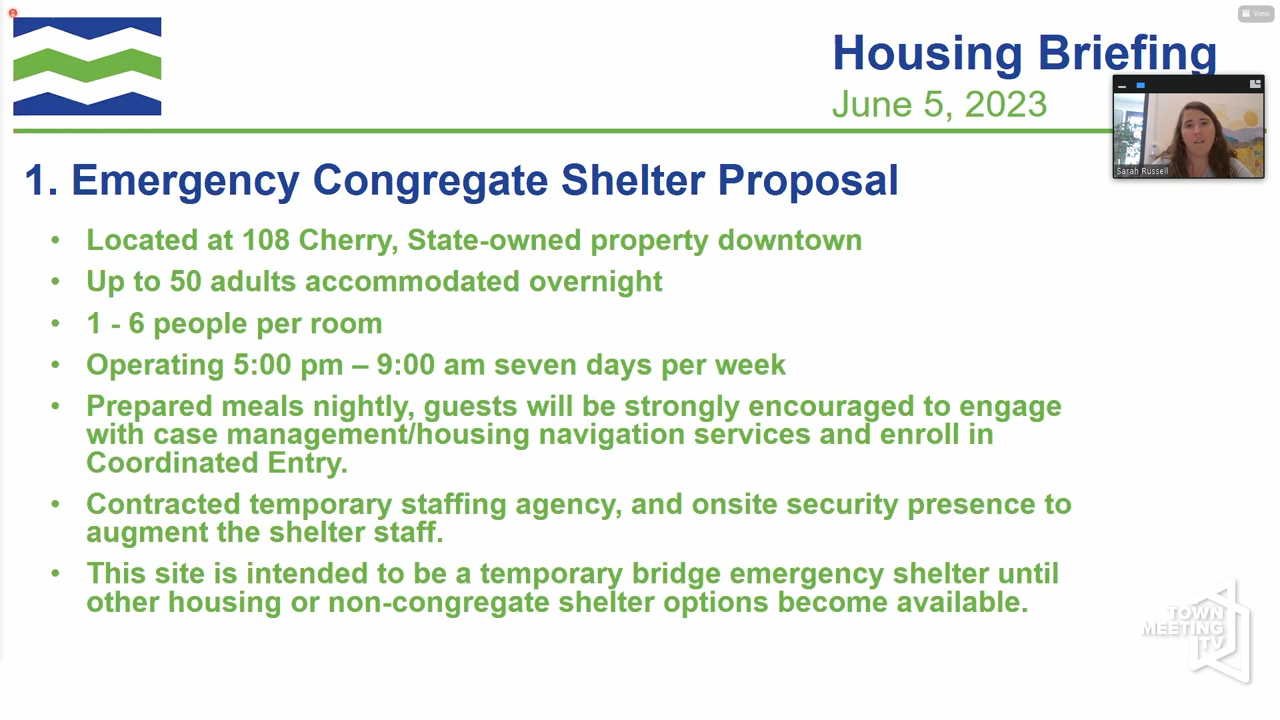 View
Housing Briefing
June 5, 2023
Sarah Russell
1. Emergency Congregate Shelter Proposal
• Located at 108 Cherry, State-owned property downtown
• Up to 50 adults accommodated overnight
• 1 - 6 people per room
• Operating 5:00 pm – 9:00 am seven days per week
• Prepared meals nightly, guests will be strongly encouraged to engage
with case management/housing navigation services and enroll in
Coordinated Entry.
• Contracted temporary staffing agency, and onsite security presence to
augment the shelter staff.
• This site is intended to be a temporary bridge emergency shelter until
other housing or non-congregate shelter options become available.
TOWN
MEETING
TV